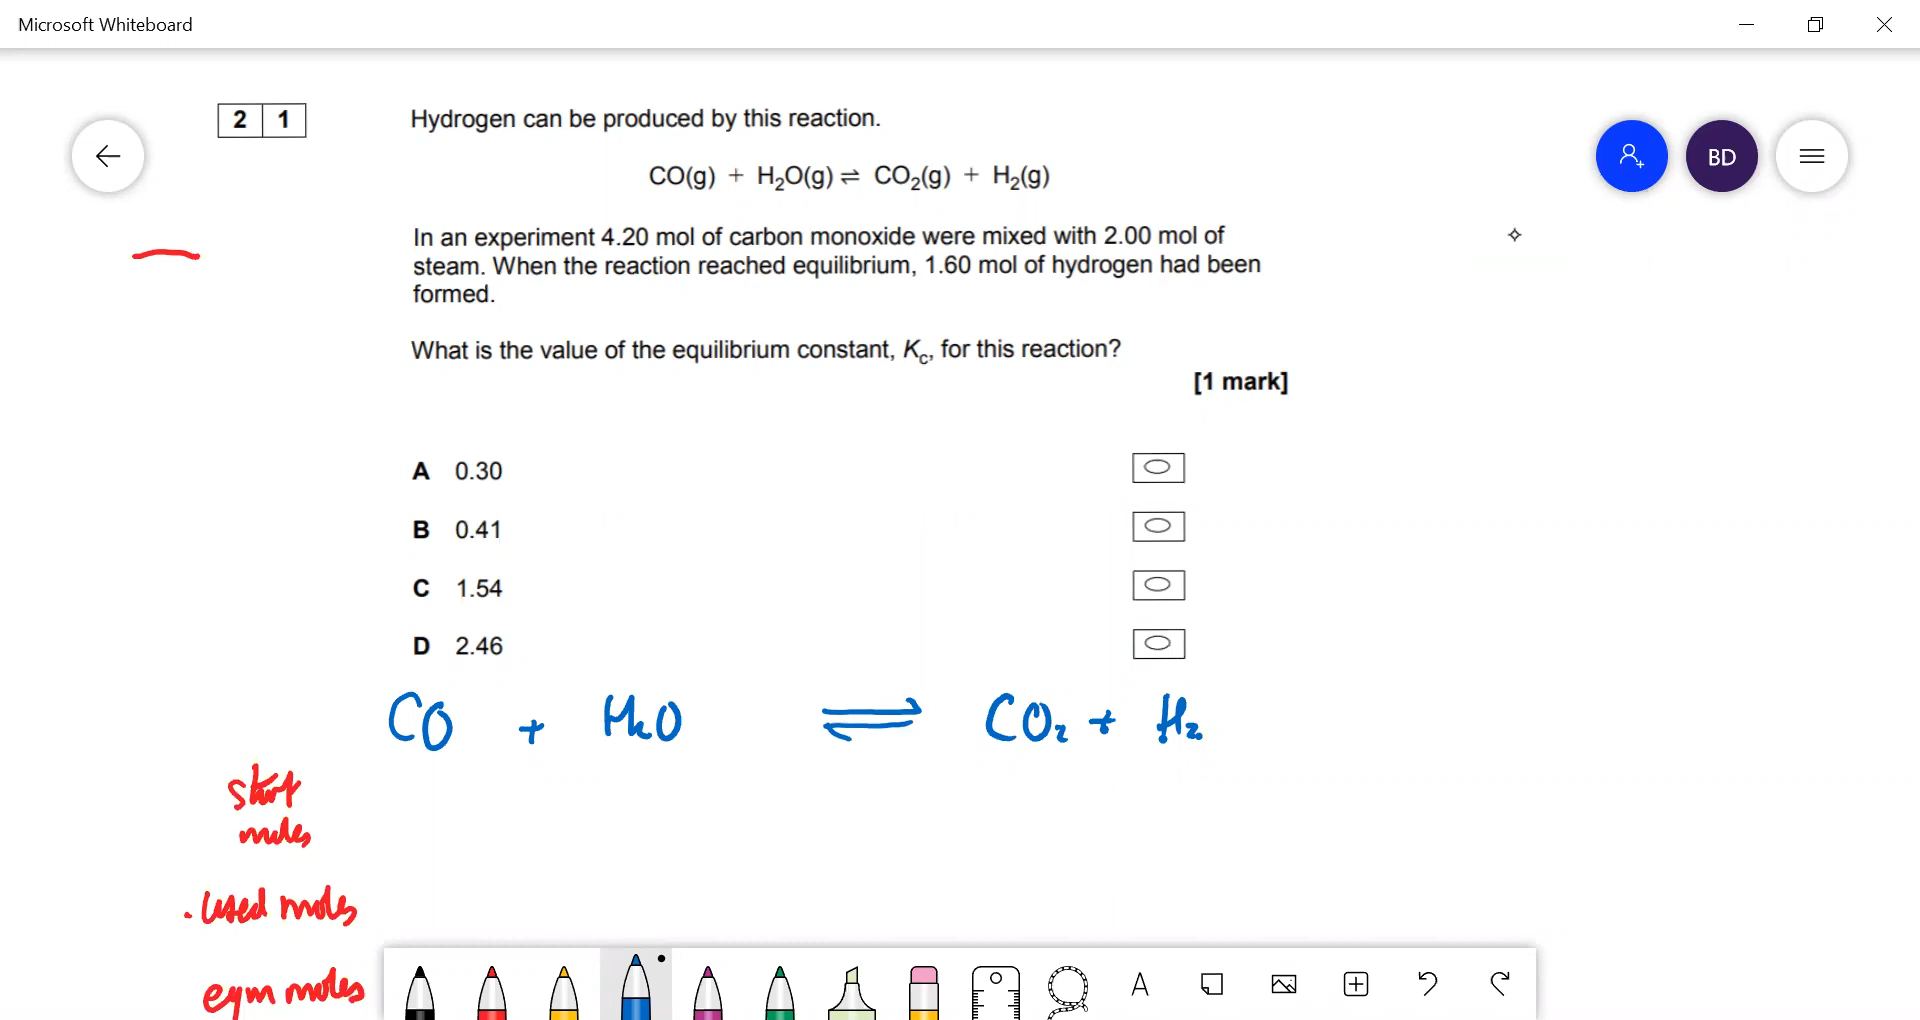 Microsoft Whiteboard
2 1
Hydrogen can be produced by this reaction.
CO(g) + H₂O(g) ⇌ CO₂(g) + H₂(g)
BD
In an experiment 4.20 mol of carbon monoxide were mixed with 2.00 mol of
steam. When the reaction reached equilibrium, 1.60 mol of hydrogen had been
formed.
What is the value of the equilibrium constant, Kc, for this reaction?
[1 mark]
A 0.30
B 0.41
C 1.54
D 2.46
CO + H₂O ⇌ CO₂ + H₂
start
moles
. used moles
eqm moles
A